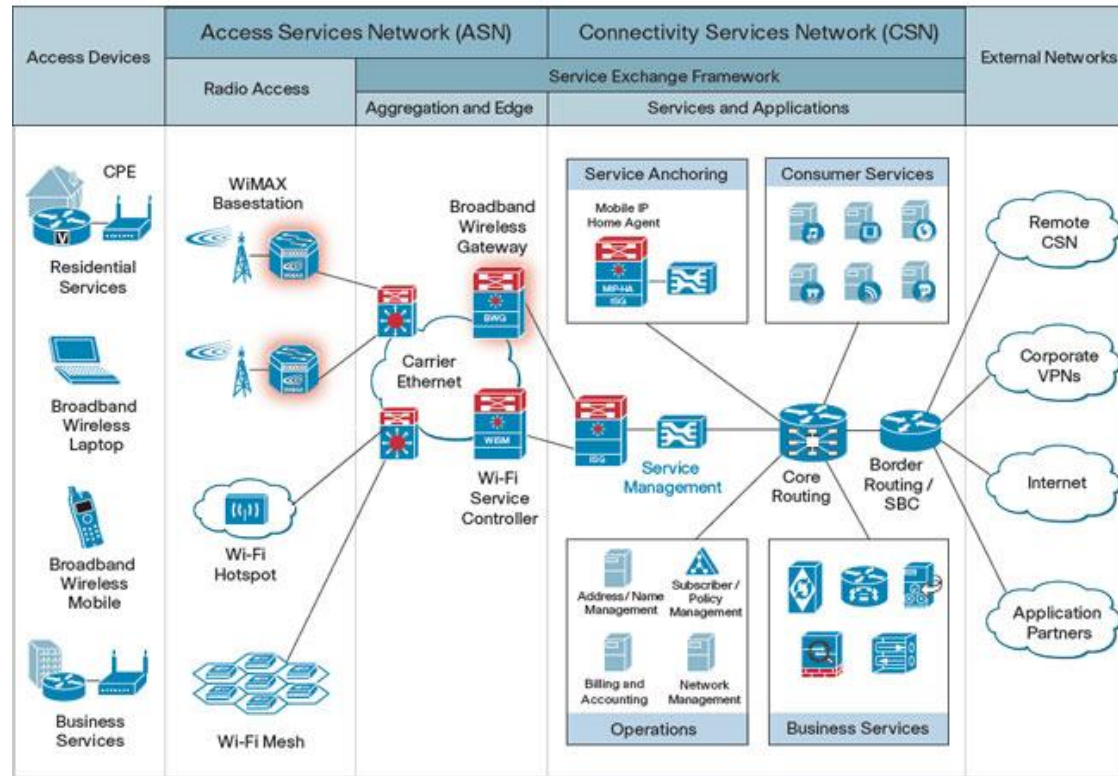 Access Devices
Access Services Network (ASN)
Connectivity Services Network (CSN)
External Networks
Radio Access
Service Exchange Framework
Aggregation and Edge
Services and Applications
CPE
V
Residential
Services
Broadband
Wireless
Laptop
Broadband
Wireless
Mobile
Business
Services
WiMAX
Basestation
Wi-Fi
Hotspot
Wi-Fi Mesh
Broadband
Wireless
Gateway
BWG
Carrier
Ethernet
WiSM
Wi-Fi
Service
Controller
Service Anchoring
Mobile IP
Home Agent
MIP-HA
ISG
Consumer Services
ISG
Service
Management
Core
Routing
Border
Routing /
SBC
Address / Name
Management
Subscriber /
Policy
Management
Billing and
Accounting
Network
Management
Operations
Business Services
Remote
CSN
Corporate
VPNs
Internet
Application
Partners